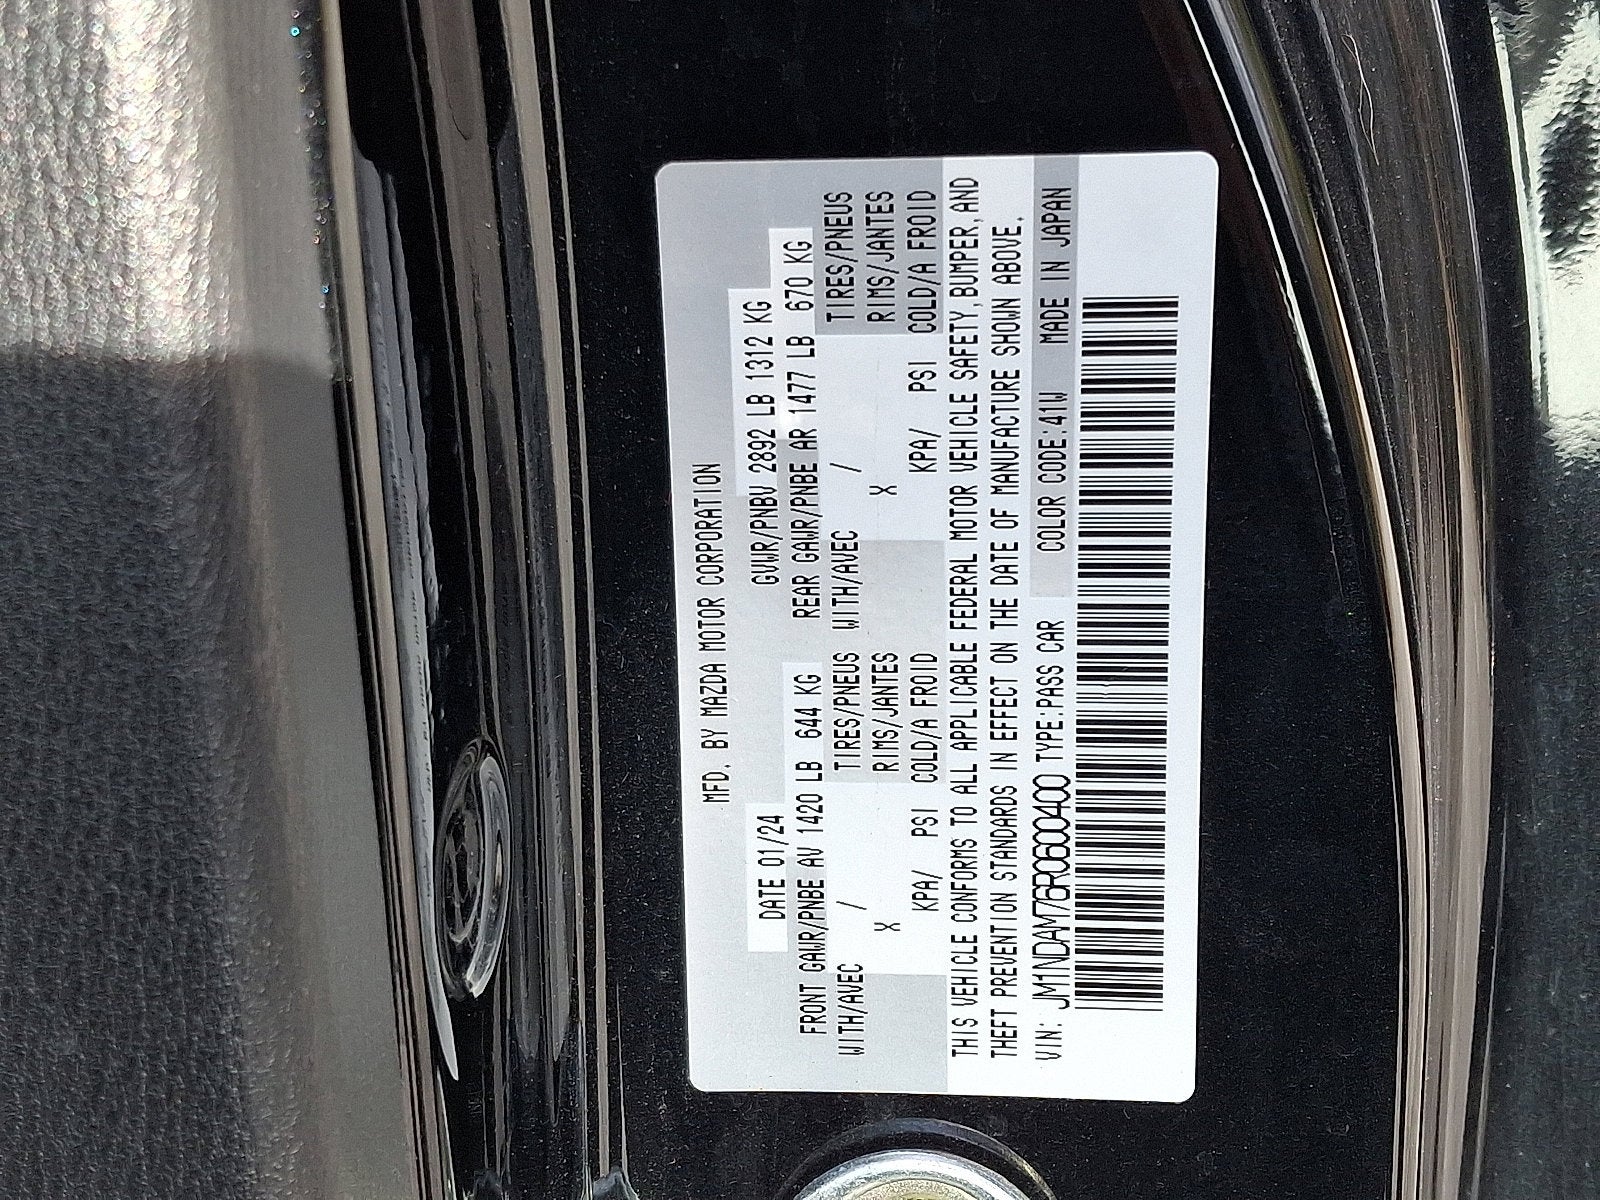 MFD. BY MAZDA MOTOR CORPORATION
DATE 01/24 GVWR/PNBV 2892 LB 1312 KG
FRONT GAWR/PNBE AV 1420 LB 644 KG REAR GAWR/PNBE AR 1477 LB 670 KG
WITH/AVEC / TIRES/PNEUS WITH/AVEC / TIRES/PNEUS
X RIMS/JANTES X RIMS/JANTES
KPA/ PSI COLD/A FROID KPA/ PSI COLD/A FROID
THIS VEHICLE CONFORMS TO ALL APPLICABLE FEDERAL MOTOR VEHICLE SAFETY, BUMPER, AND
THEFT PREVENTION STANDARDS IN EFFECT ON THE DATE OF MANUFACTURE SHOWN ABOVE.
VIN: JM1NDAM76R0600400 TYPE:PASS CAR COLOR CODE:41W MADE IN JAPAN